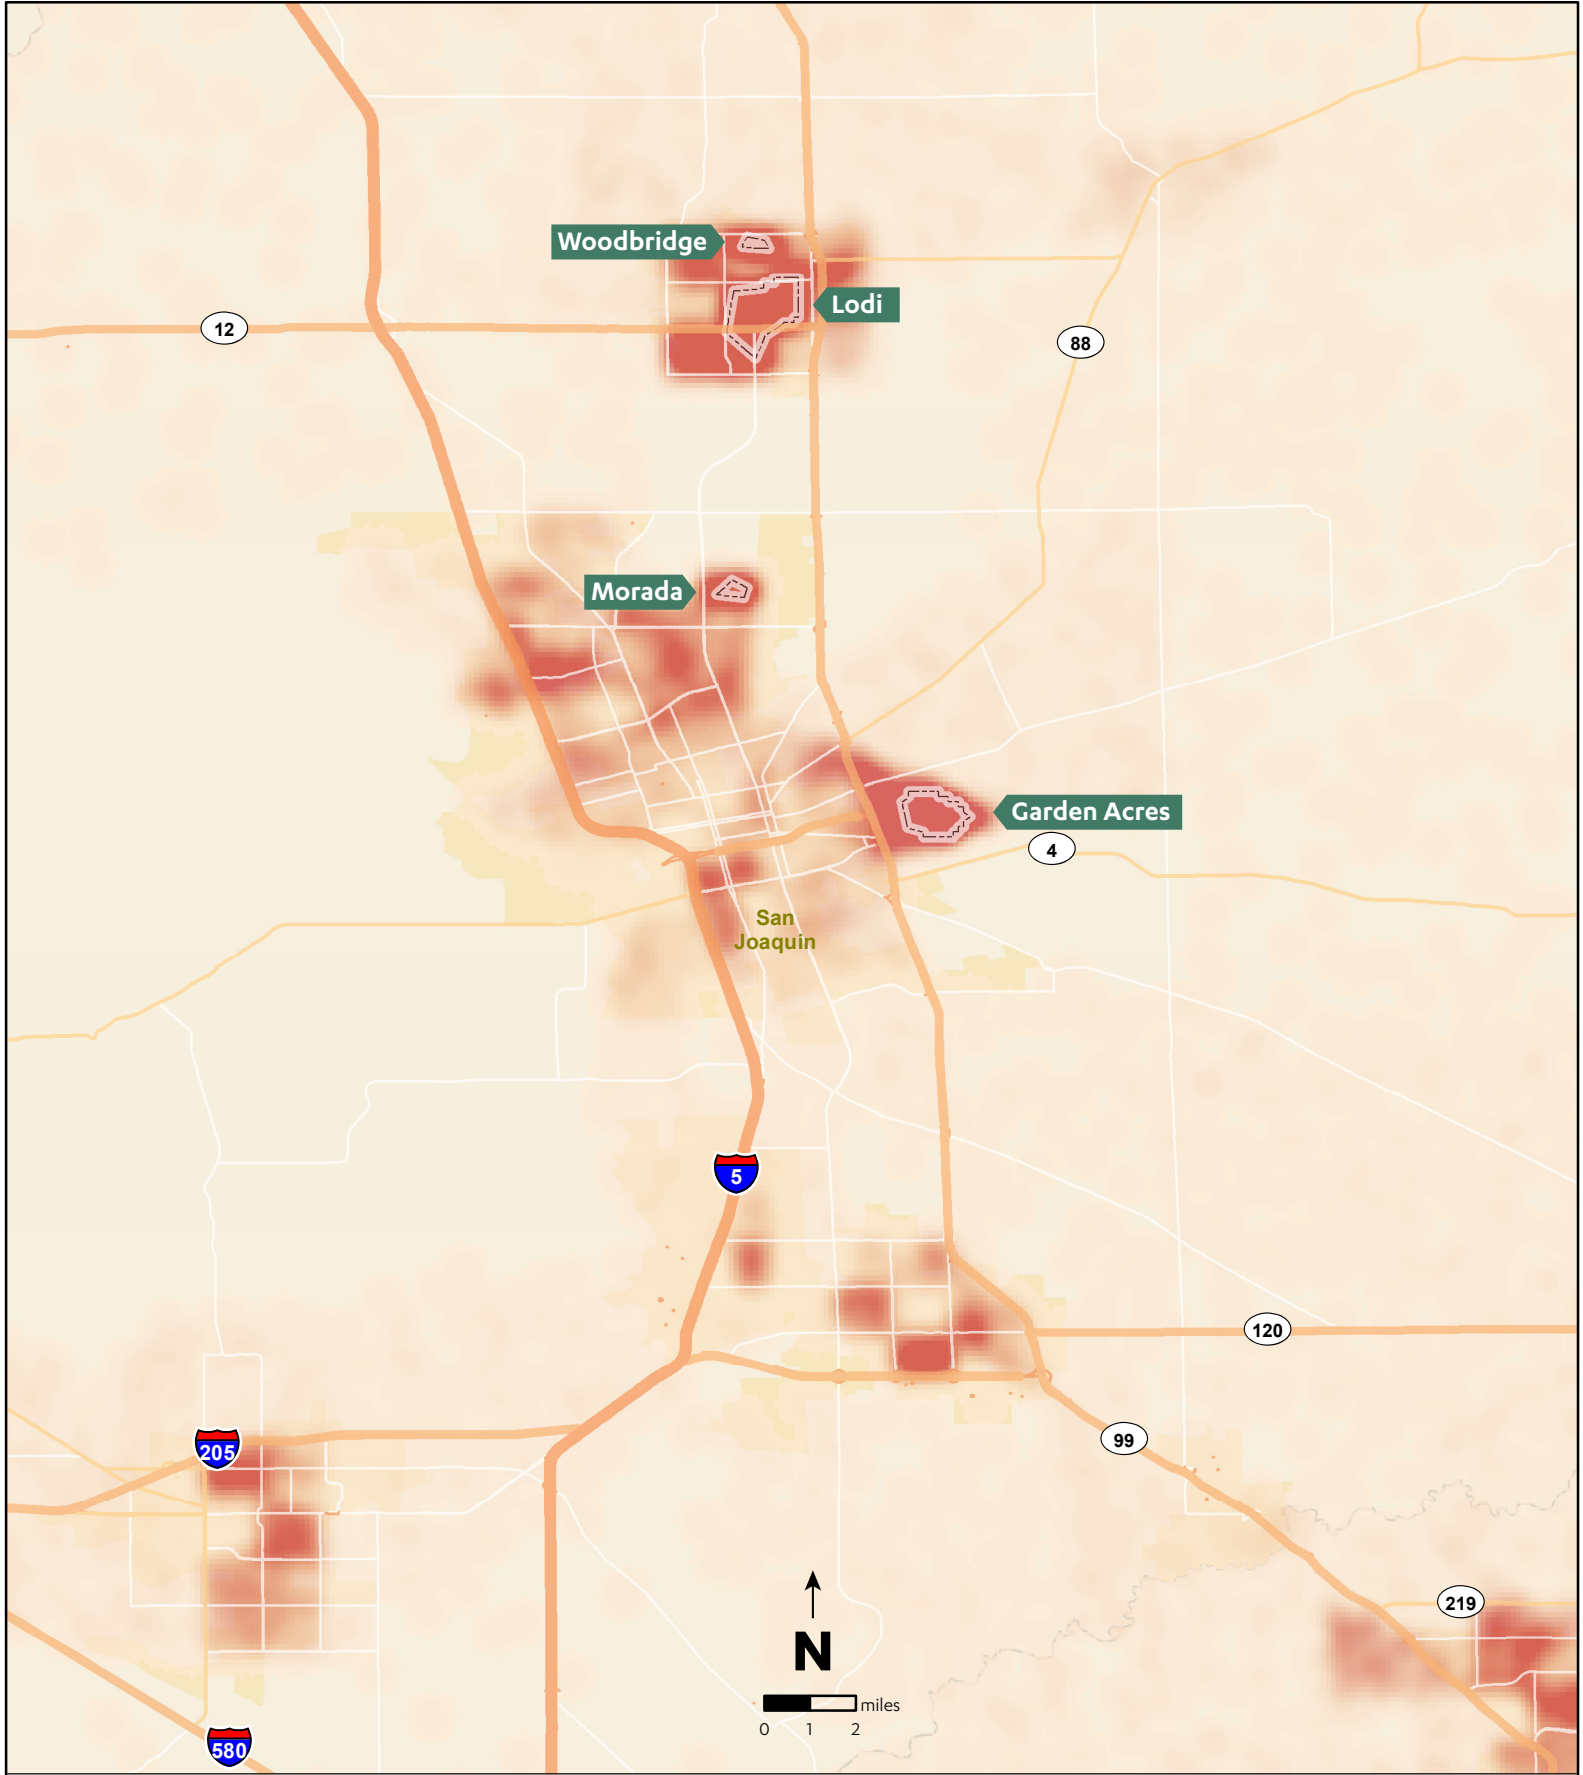 Woodbridge
Lodi
12
88
Morada
Garden Acres
4
San
Joaquin
5
120
205
99
219
N
miles
0 1 2
580